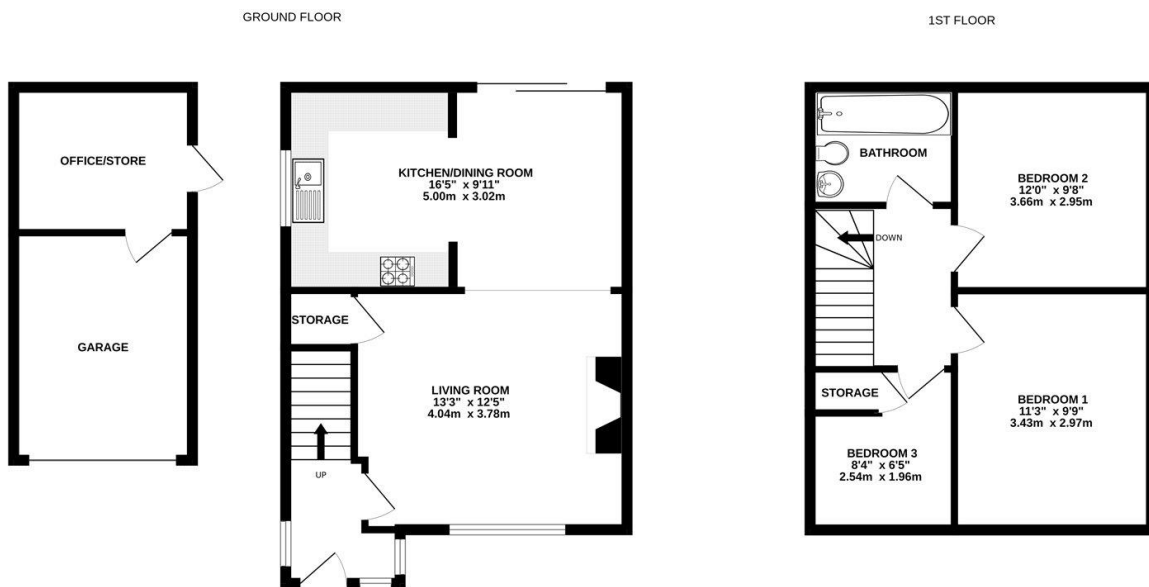 GROUND FLOOR
1ST FLOOR
OFFICE/STORE
GARAGE
KITCHEN/DINING ROOM
16'5" x 9'11"
5.00m x 3.02m
STORAGE
LIVING ROOM
13'3" x 12'5"
4.04m x 3.78m
UP
BATHROOM
BEDROOM 2
12'0" x 9'8"
3.66m x 2.95m
DOWN
STORAGE
BEDROOM 1
11'3" x 9'9"
3.43m x 2.97m
BEDROOM 3
8'4" x 6'5"
2.54m x 1.96m